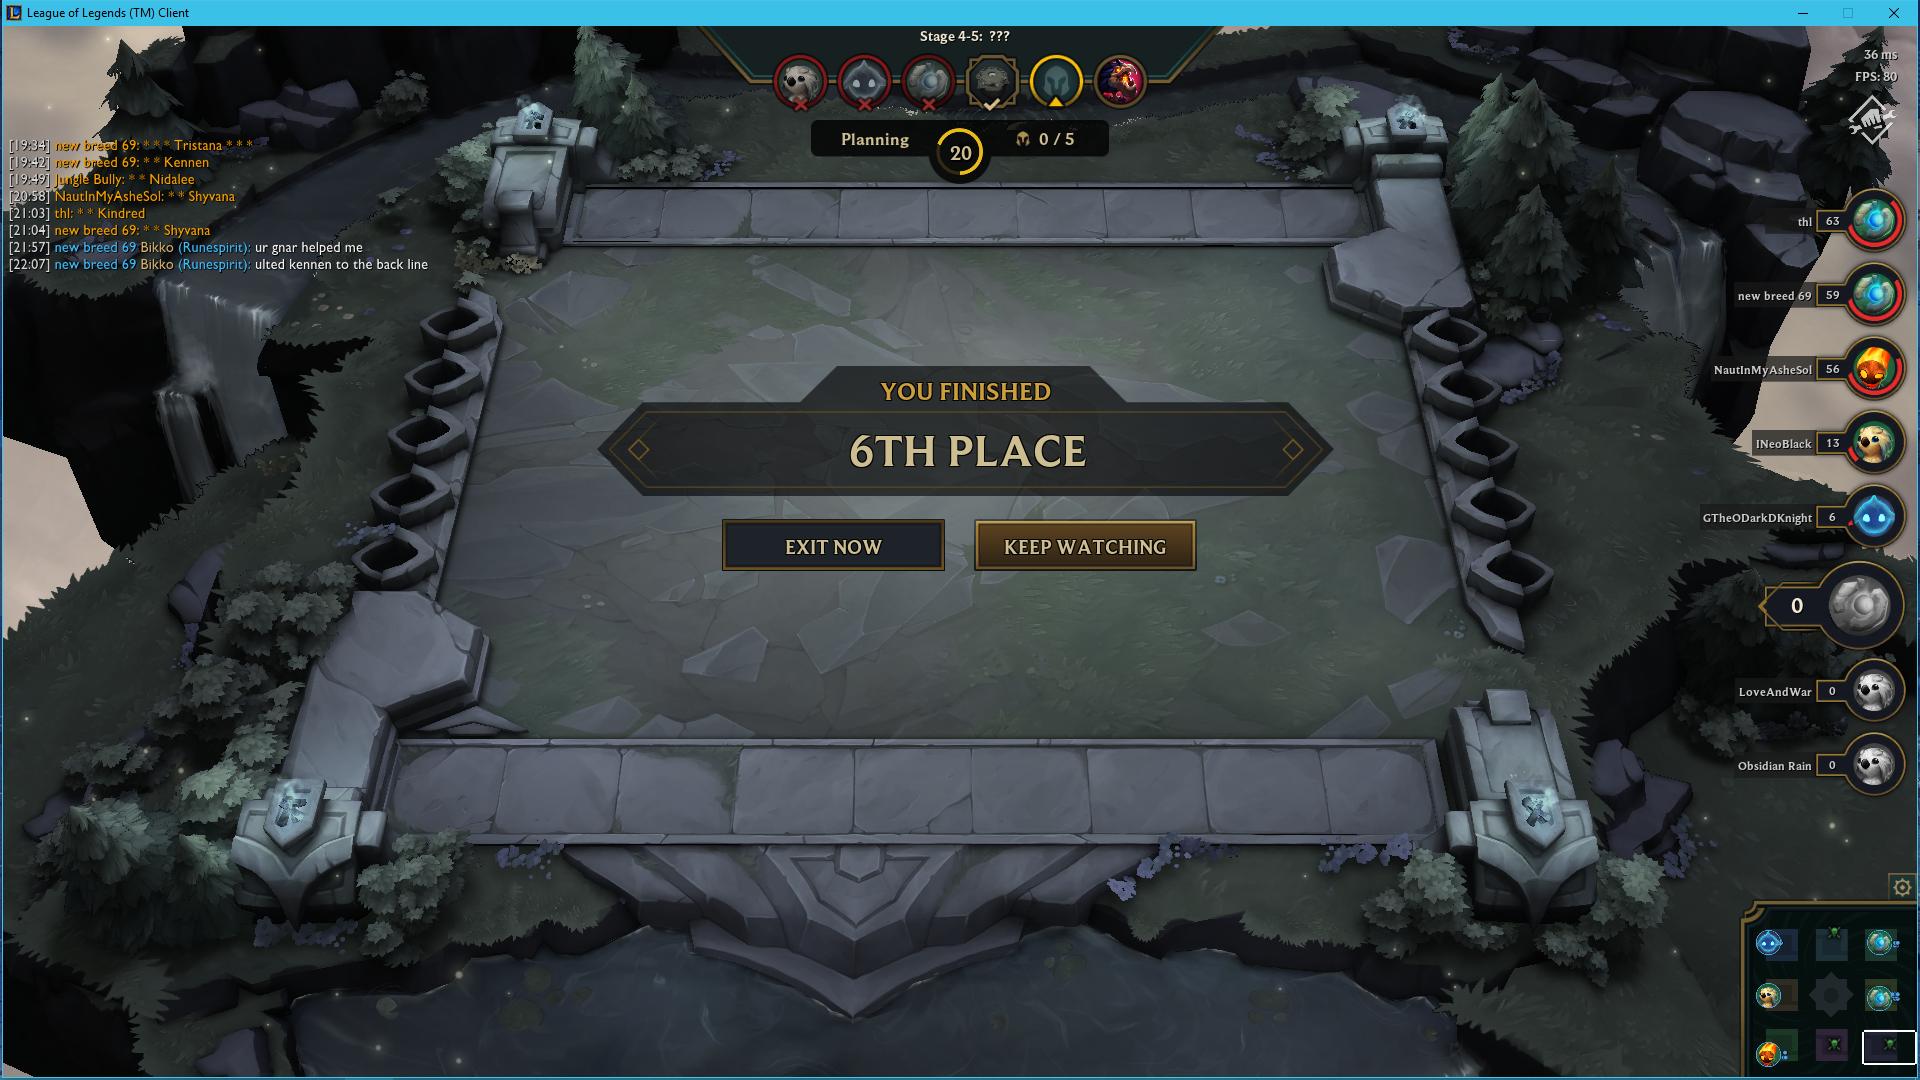 League of Legends (TM) Client
Stage 4-5: ???
36 ms
FPS: 80
Planning
20
0 / 5
[19:34] new breed 69: * * * Tristana * * *
[19:42] new breed 69: * * Kennen
[19:49] Jungle Bully: * * Nidalee
[20:58] NautInMyAsheSol: * * Shyvana
[21:03] thl: * * Kindred
[21:04] new breed 69: * * Shyvana
[21:57] new breed 69 Bikko (Runespirit): ur gnar helped me
[22:07] new breed 69 Bikko (Runespirit): ulted kennen to the back line
thl 63
new breed 69 59
NautInMyAsheSol 56
YOU FINISHED
6TH PLACE
INeoBlack 13
GTheODarkDKnight 6
EXIT NOW
KEEP WATCHING
0
LoveAndWar 0
Obsidian Rain 0